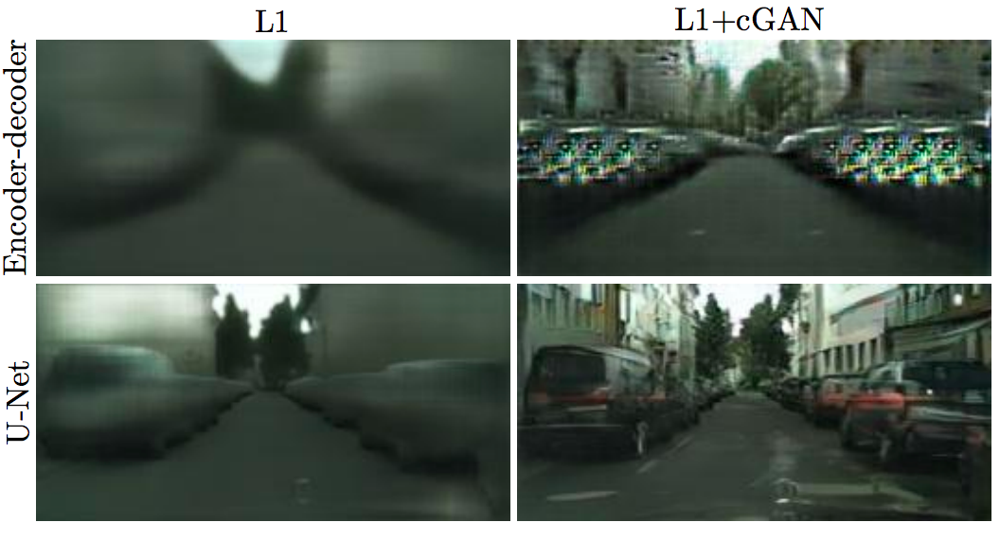 L1
L1+cGAN
Encoder-decoder
U-Net